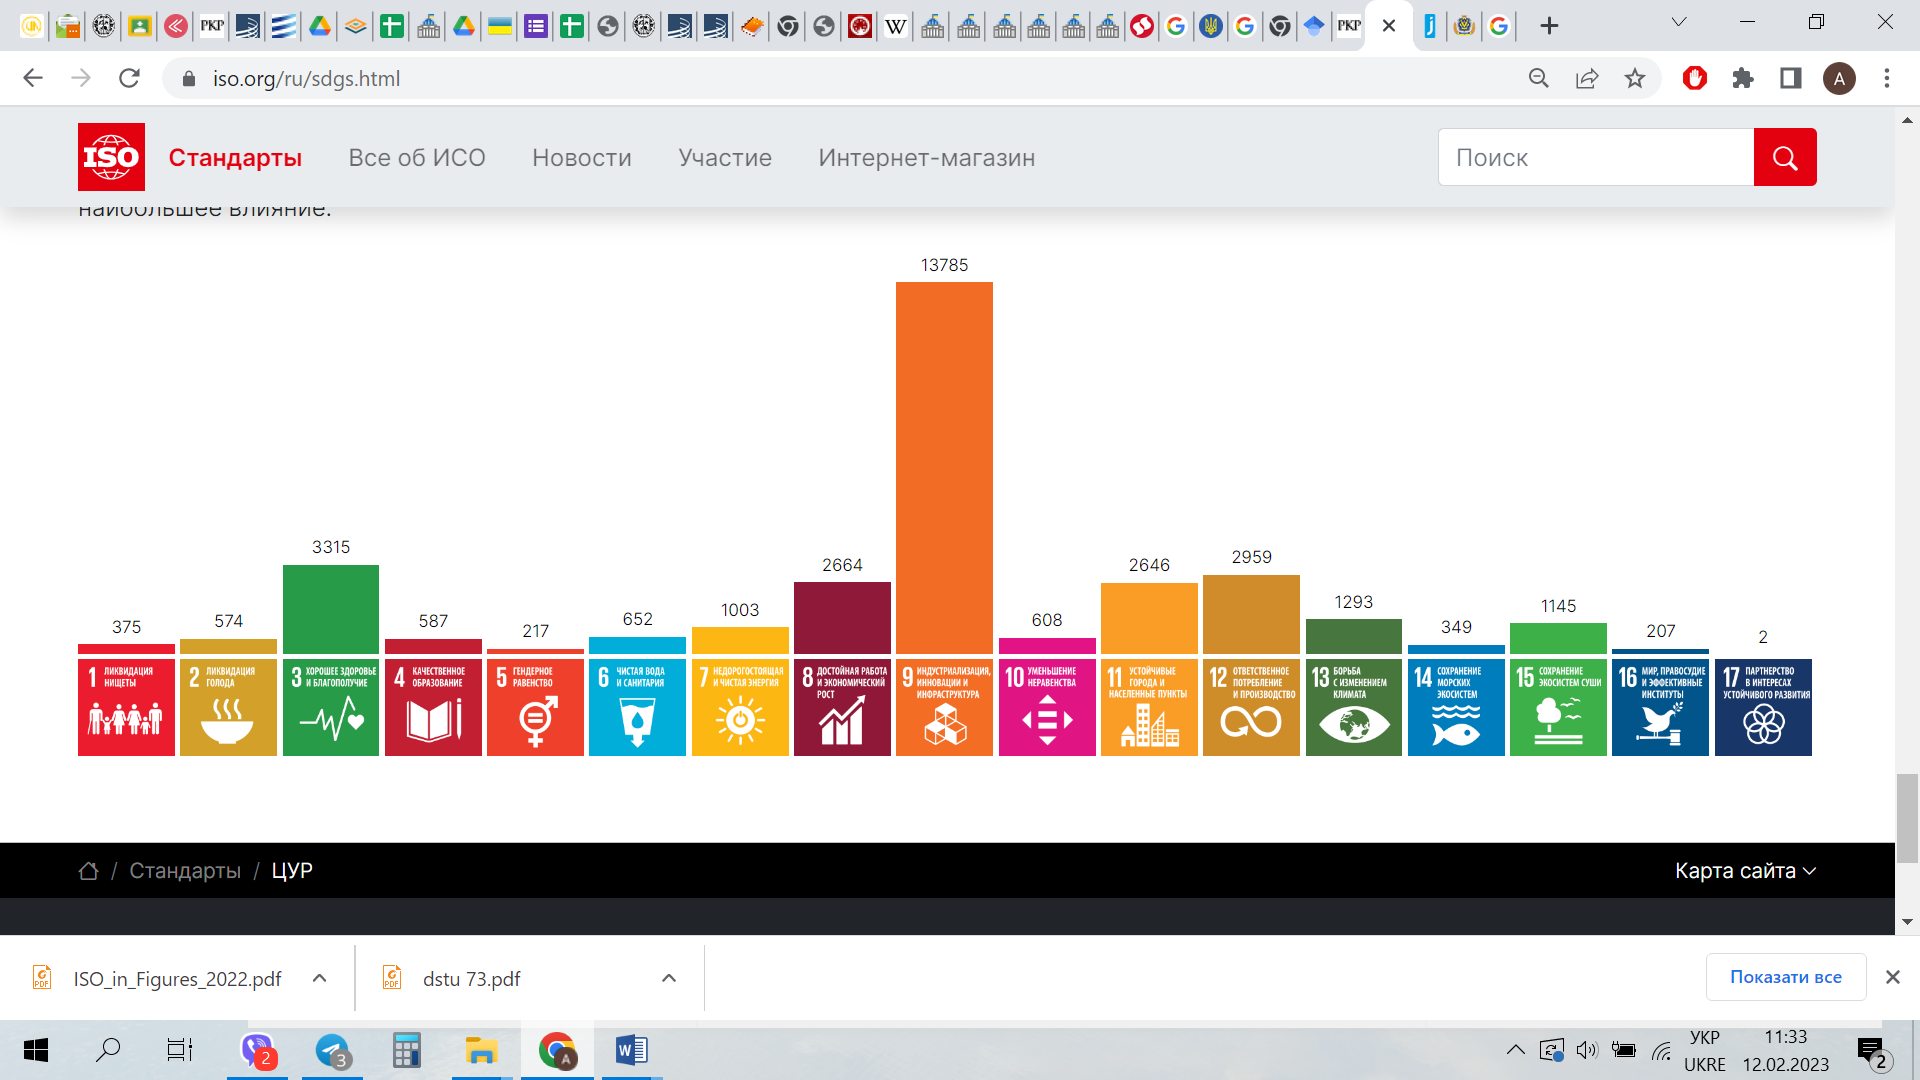 iso.org/ru/sdgs.html
A
ISO
Стандарты
Все об ИСО
Новости
Участие
Интернет-магазин
Поиск
наибольшее влияние.
13785
3315
2664
2646
2959
375
574
587
217
652
1003
608
1293
349
1145
207
2
1 ЛИКВИДАЦИЯ
НИЩЕТЫ
2 ЛИКВИДАЦИЯ
ГОЛОДА
3 ХОРОШЕЕ ЗДОРОВЬЕ
И БЛАГОПОЛУЧИЕ
4 КАЧЕСТВЕННОЕ
ОБРАЗОВАНИЕ
5 ГЕНДЕРНОЕ
РАВЕНСТВО
6 ЧИСТАЯ ВОДА
И САНИТАРИЯ
7 НЕДОРОГОСТОЯЩАЯ
И ЧИСТАЯ ЭНЕРГИЯ
8 ДОСТОЙНАЯ РАБОТА
И ЭКОНОМИЧЕСКИЙ
РОСТ
9 ИНДУСТРИАЛИЗАЦИЯ,
ИННОВАЦИИ И
ИНФРАСТРУКТУРА
10 УМЕНЬШЕНИЕ
НЕРАВЕНСТВА
11 УСТОЙЧИВЫЕ
ГОРОДА И
НАСЕЛЕННЫЕ ПУНКТЫ
12 ОТВЕТСТВЕННОЕ
ПОТРЕБЛЕНИЕ
И ПРОИЗВОДСТВО
13 БОРЬБА
С ИЗМЕНЕНИЕМ
КЛИМАТА
14 СОХРАНЕНИЕ
МОРСКИХ
ЭКОСИСТЕМ
15 СОХРАНЕНИЕ
ЭКОСИСТЕМ СУШИ
16 МИР, ПРАВОСУДИЕ
И ЭФФЕКТИВНЫЕ
ИНСТИТУТЫ
17 ПАРТНЕРСТВО
В ИНТЕРЕСАХ
УСТОЙЧИВОГО РАЗВИТИЯ
/ Стандарты / ЦУР
Карта сайта
ISO_in_Figures_2022.pdf
dstu 73.pdf
Показати все
2
3
A
УКР
UKRE
11:33
12.02.2023
2